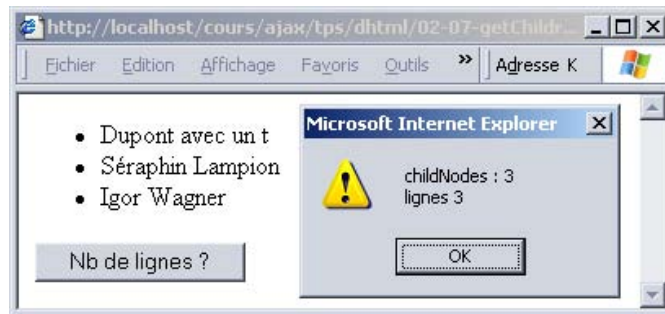 http://localhost/cours/ajax/tps/dhtml/02-07-getChildr...
Fichier Edition Affichage Favoris Outils » Adresse K
• Dupont avec un t
• Séraphin Lampion
• Igor Wagner
Nb de lignes ?
Microsoft Internet Explorer
childNodes : 3
lignes 3
OK